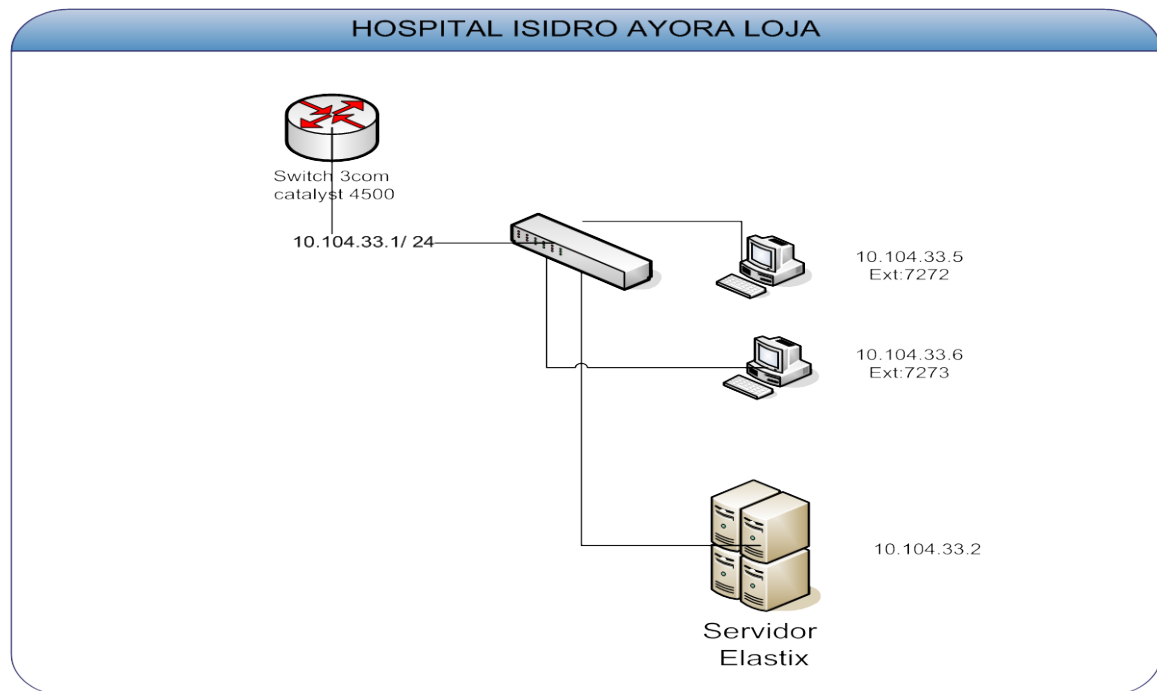 HOSPITAL ISIDRO AYORA LOJA
Switch 3com
catalyst 4500
10.104.33.1/ 24
10.104.33.5
Ext:7272
10.104.33.6
Ext:7273
10.104.33.2
Servidor
Elastix